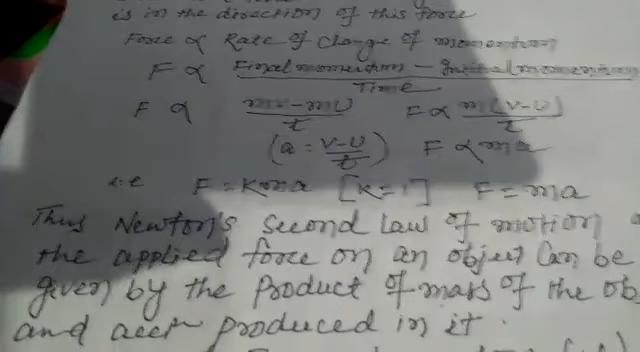 is in the direction of this force
Force ∝ Rate of Change of momentum
F ∝ Final momentum - Initial momentum / Time
F ∝ mv-mu / t    F ∝ m(v-u) / t
(a = v-u / t)    F ∝ ma
i.e    F = Kma    [K=1]    F = ma
Thus Newton's second law of motion
the applied force on an object Can be
given by the Product of mass of the ob
and accn produced in it.